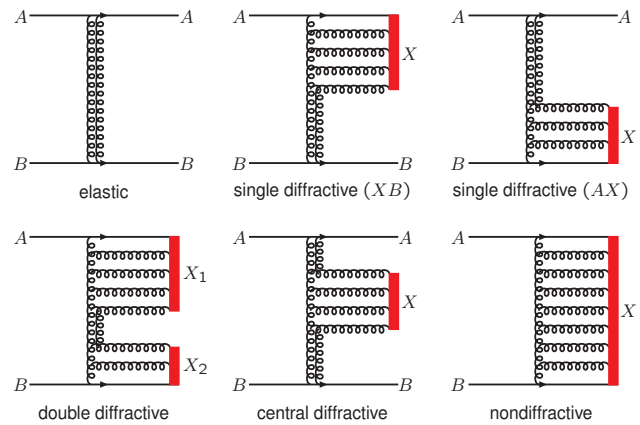 A A A A
X X
B B B B B
elastic single diffractive (XB) single diffractive (AX)
A A A A
X₁ X X
X₂
B B B B
double diffractive central diffractive nondiffractive